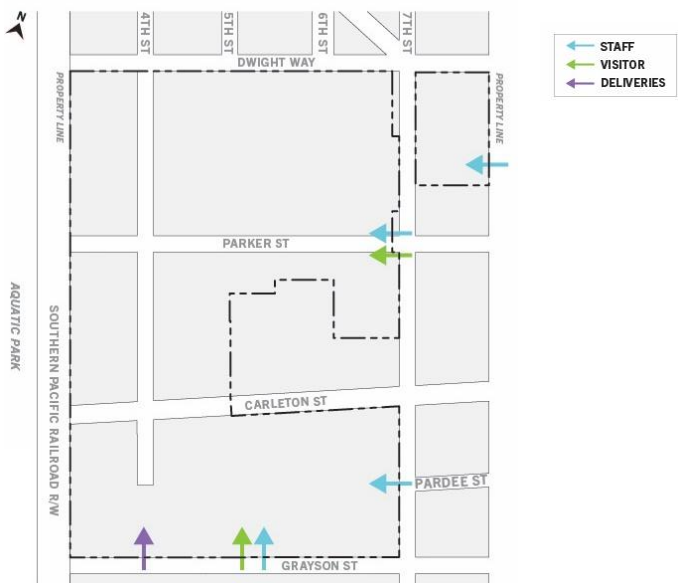 N
4TH ST
5TH ST
6TH ST
7TH ST
STAFF
VISITOR
DELIVERIES
DWIGHT WAY
PROPERTY LINE
PROPERTY LINE
PARKER ST
AQUATIC PARK
SOUTHERN PACIFIC RAILROAD R/W
CARLETON ST
PARDEE ST
GRAYSON ST